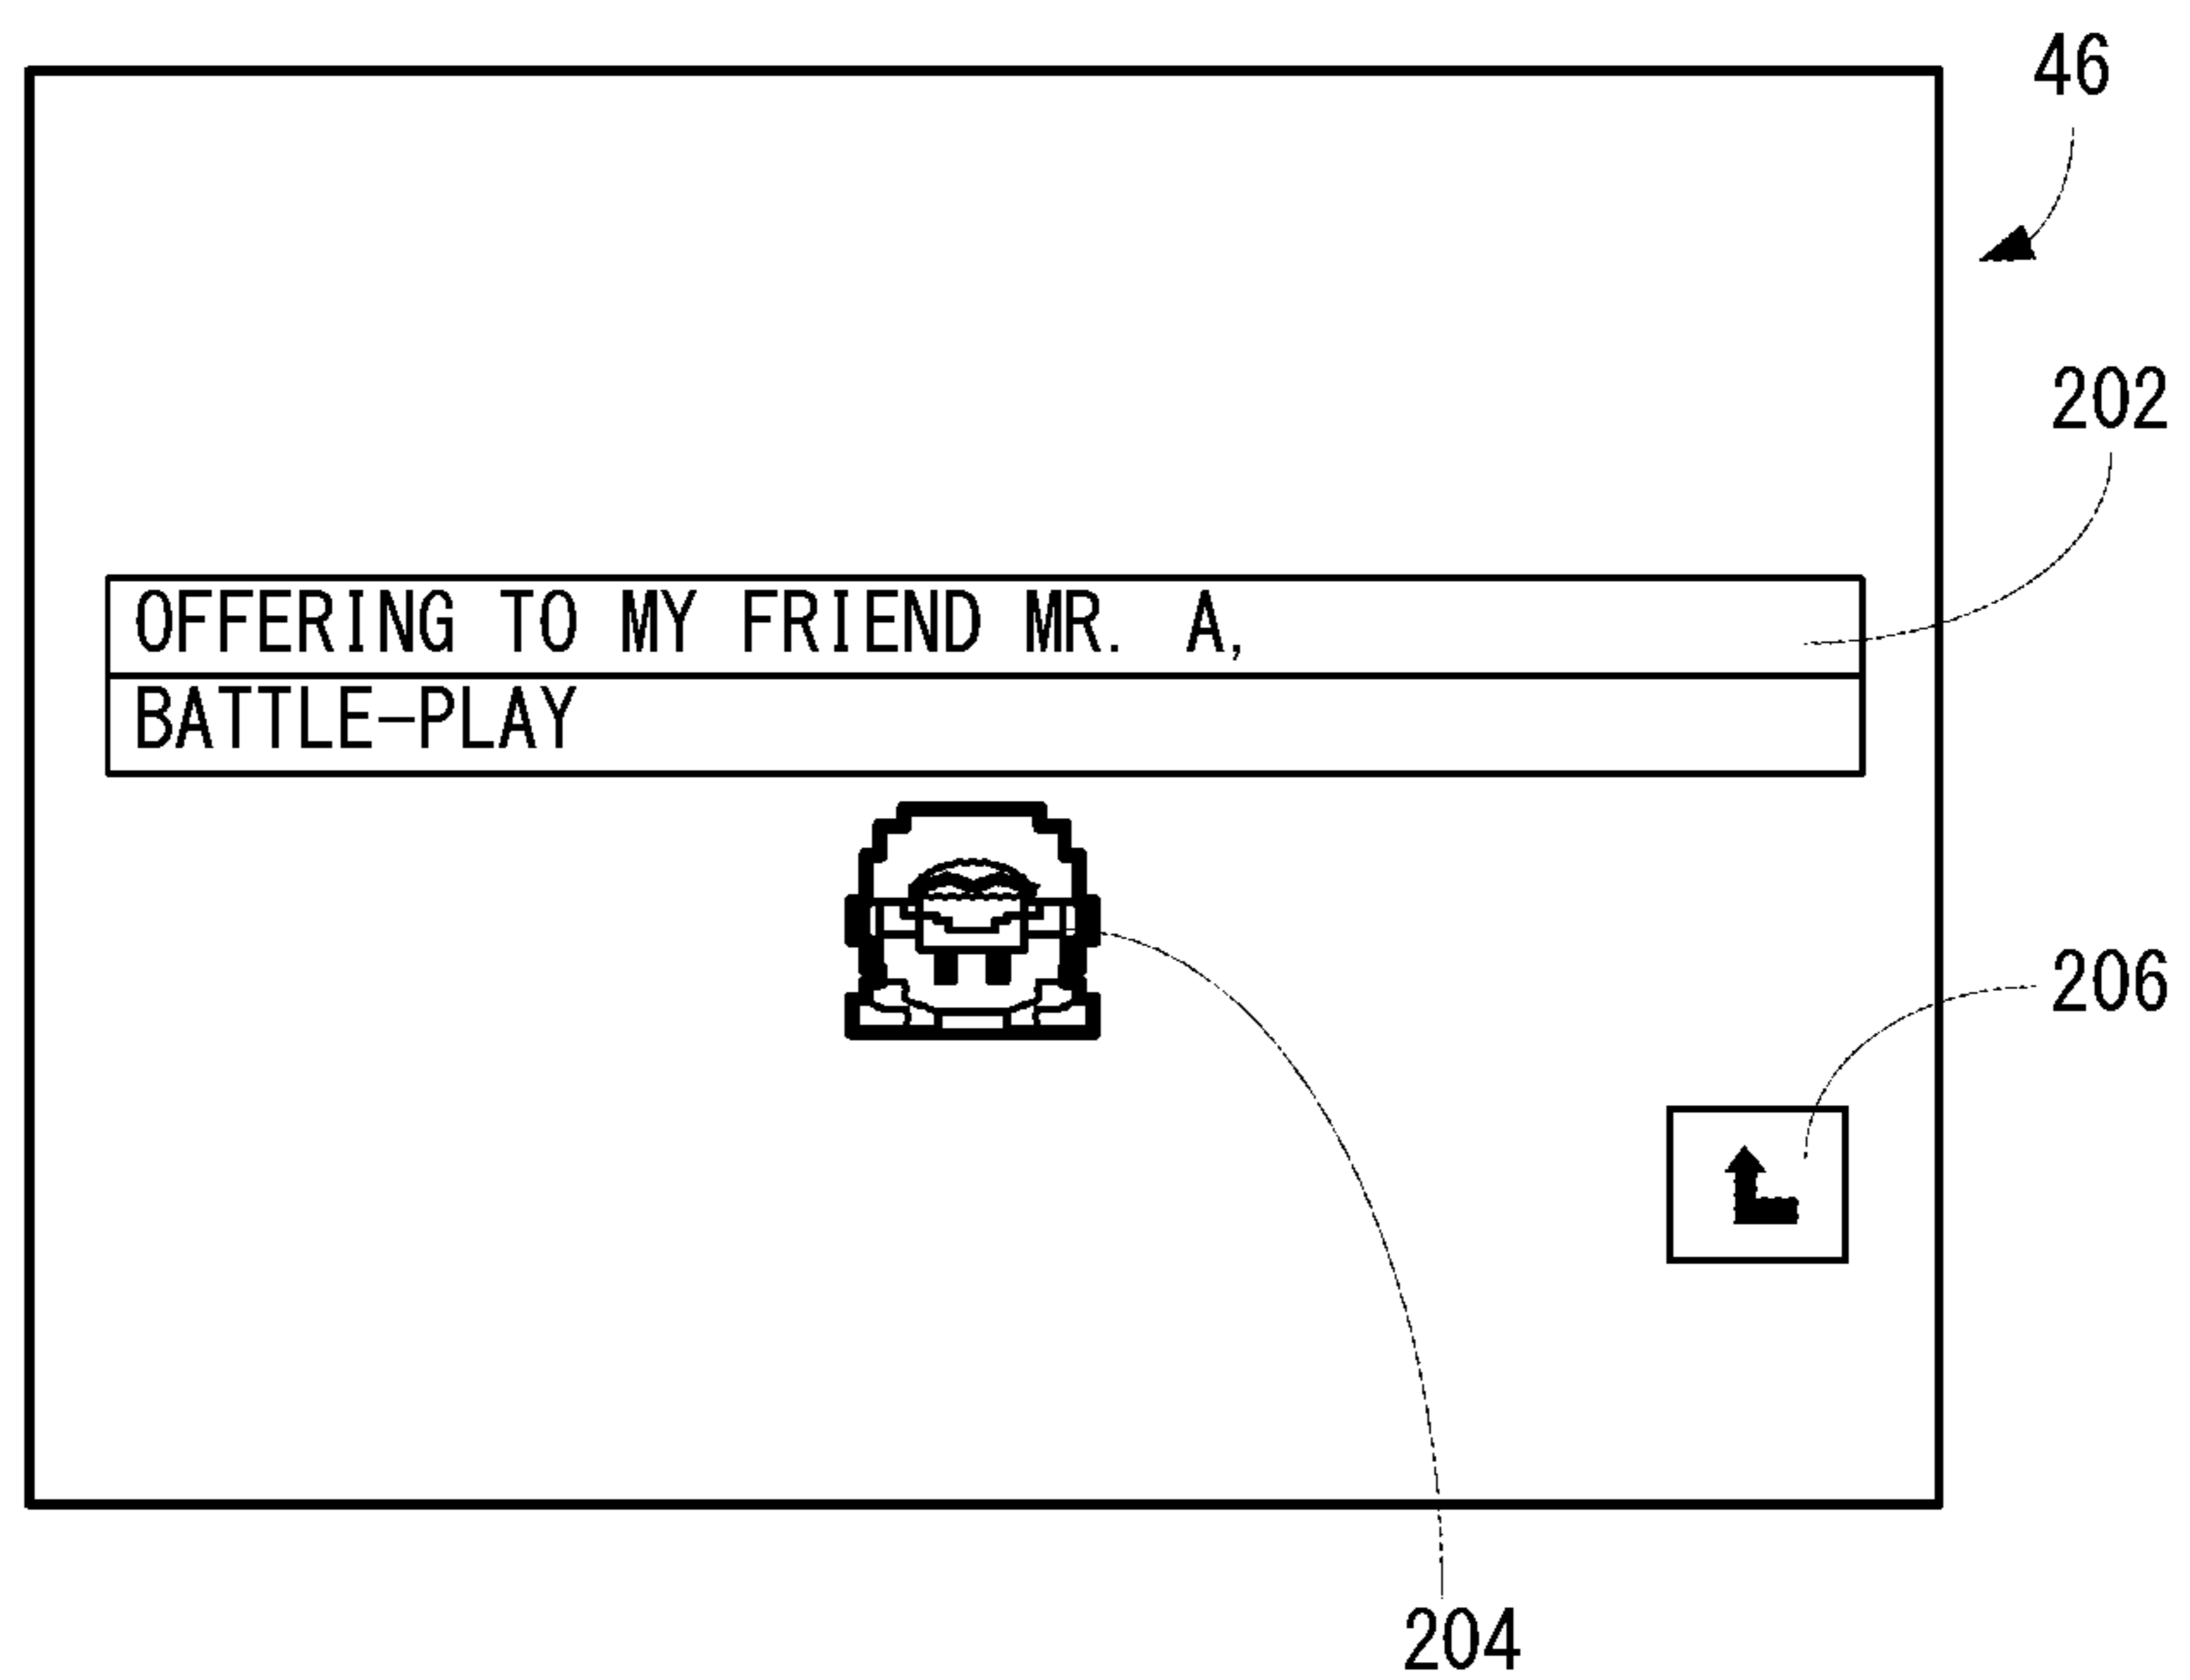 46
202
OFFERING TO MY FRIEND MR. A,
BATTLE-PLAY
206
204